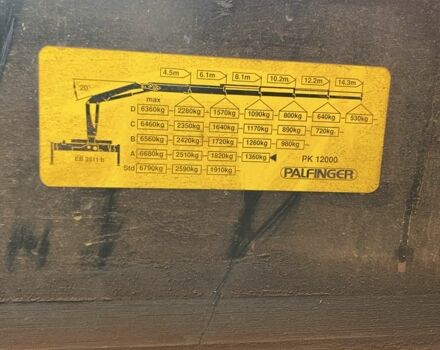 4.5m 6.1m 8.1m 10.2m 12.2m 14.3m
20°
max
D 6360kg 2280kg 1570kg 1090kg 800kg 640kg 530kg
C 6460kg 2350kg 1640kg 1170kg 890kg 720kg
B 6560kg 2420kg 1720kg 1260kg 980kg
A 6680kg 2510kg 1820kg 1360kg PK 12000
EB 3911 b
Std 6790kg 2590kg 1910kg PALFINGER